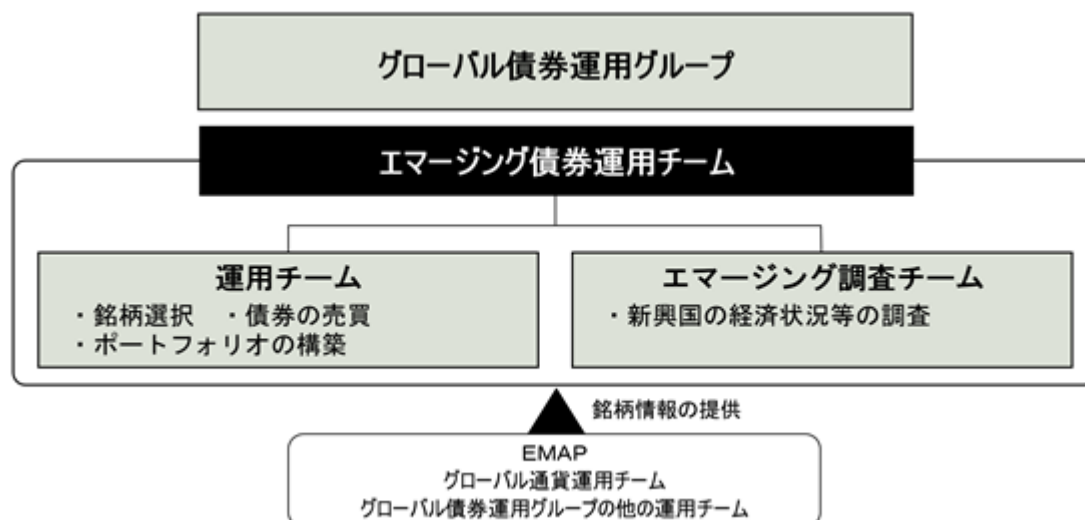 グローバル債券運用グループ
エマージング債券運用チーム
運用チーム
・銘柄選択　・債券の売買
・ポートフォリオの構築
エマージング調査チーム
・新興国の経済状況等の調査
銘柄情報の提供
EMAP
グローバル通貨運用チーム
グローバル債券運用グループの他の運用チーム